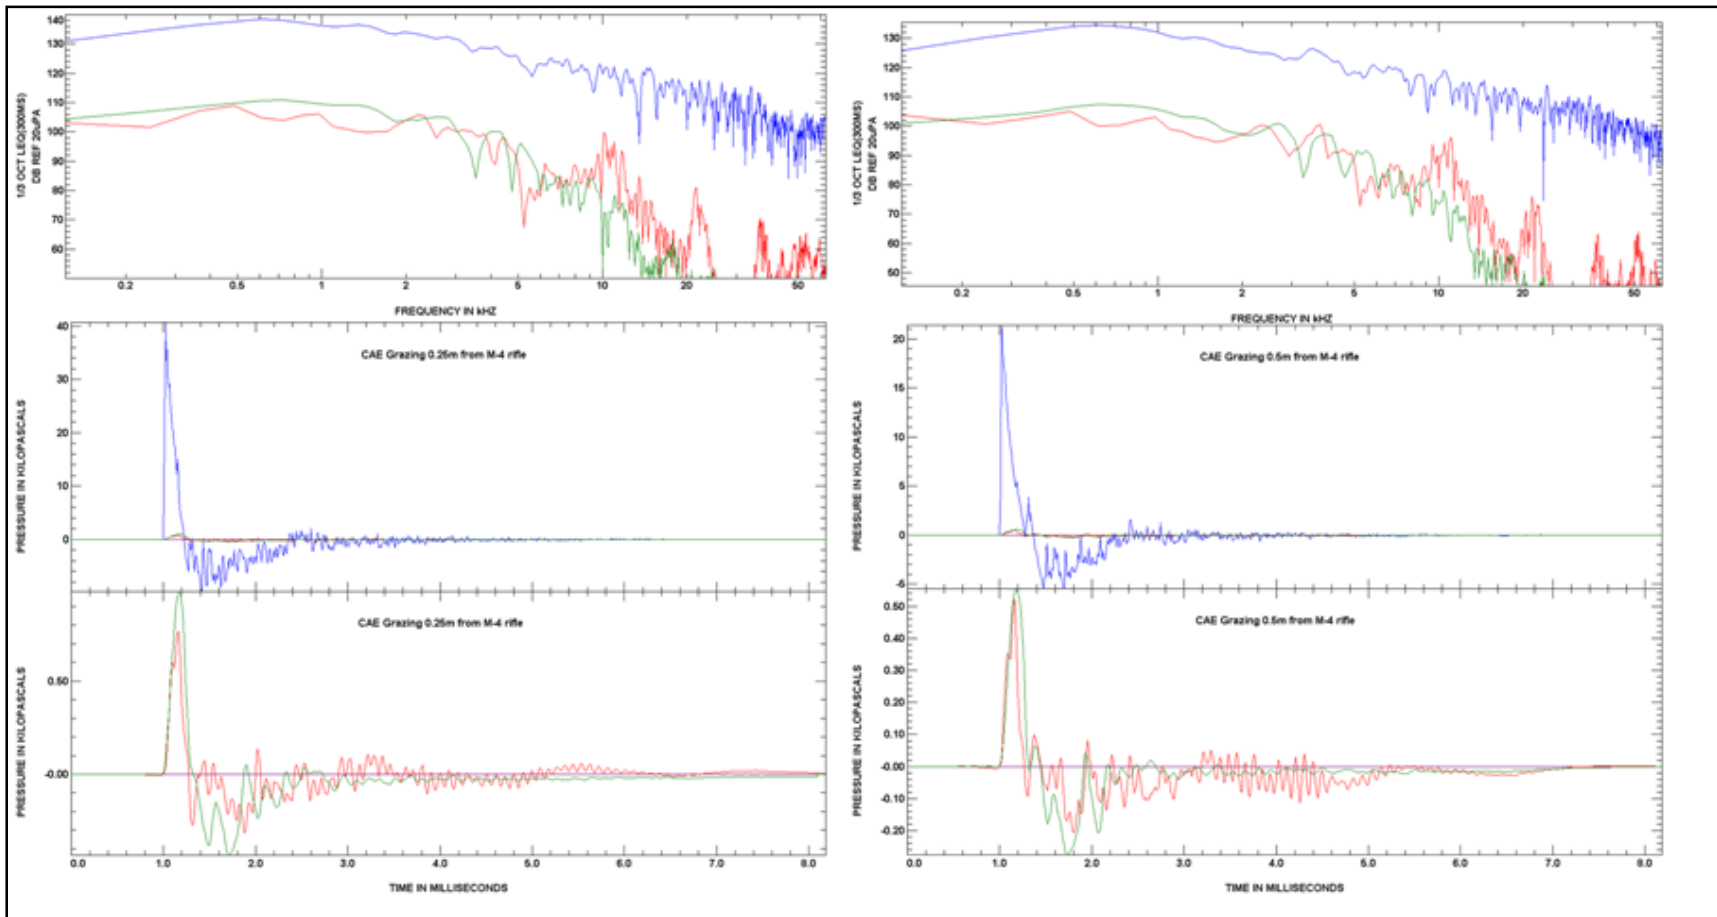 140
130
120
110
100
90
80
70
60
1/3 OCT LEG(300MS)
DB REF 20uPA
0.2 0.5 1 2 5 10 20 50
FREQUENCY IN kHZ
130
120
110
100
90
80
70
60
50
1/3 OCT LEG(300MS)
DB REF 20uPA
0.2 0.5 1 2 5 10 20 50
FREQUENCY IN kHZ
CAE Grazing 0.25m from M-4 rifle
40
30
20
10
0
PRESSURE IN KILOPASCALS
CAE Grazing 0.5m from M-4 rifle
20
15
10
5
0
-5
PRESSURE IN KILOPASCALS
CAE Grazing 0.25m from M-4 rifle
0.50
-0.00
PRESSURE IN KILOPASCALS
0.0 1.0 2.0 3.0 4.0 5.0 6.0 7.0 8.0
TIME IN MILLISECONDS
CAE Grazing 0.5m from M-4 rifle
0.50
0.40
0.30
0.20
0.10
-0.00
-0.10
-0.20
PRESSURE IN KILOPASCALS
0.0 1.0 2.0 3.0 4.0 5.0 6.0 7.0 8.0
TIME IN MILLISECONDS